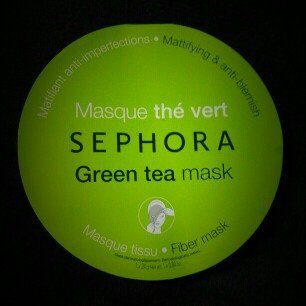 Matifiant anti-imperfections • Mattifying & anti-blemish
Masque thé vert
SEPHORA
Green tea mask
Masque tissu • Fiber mask